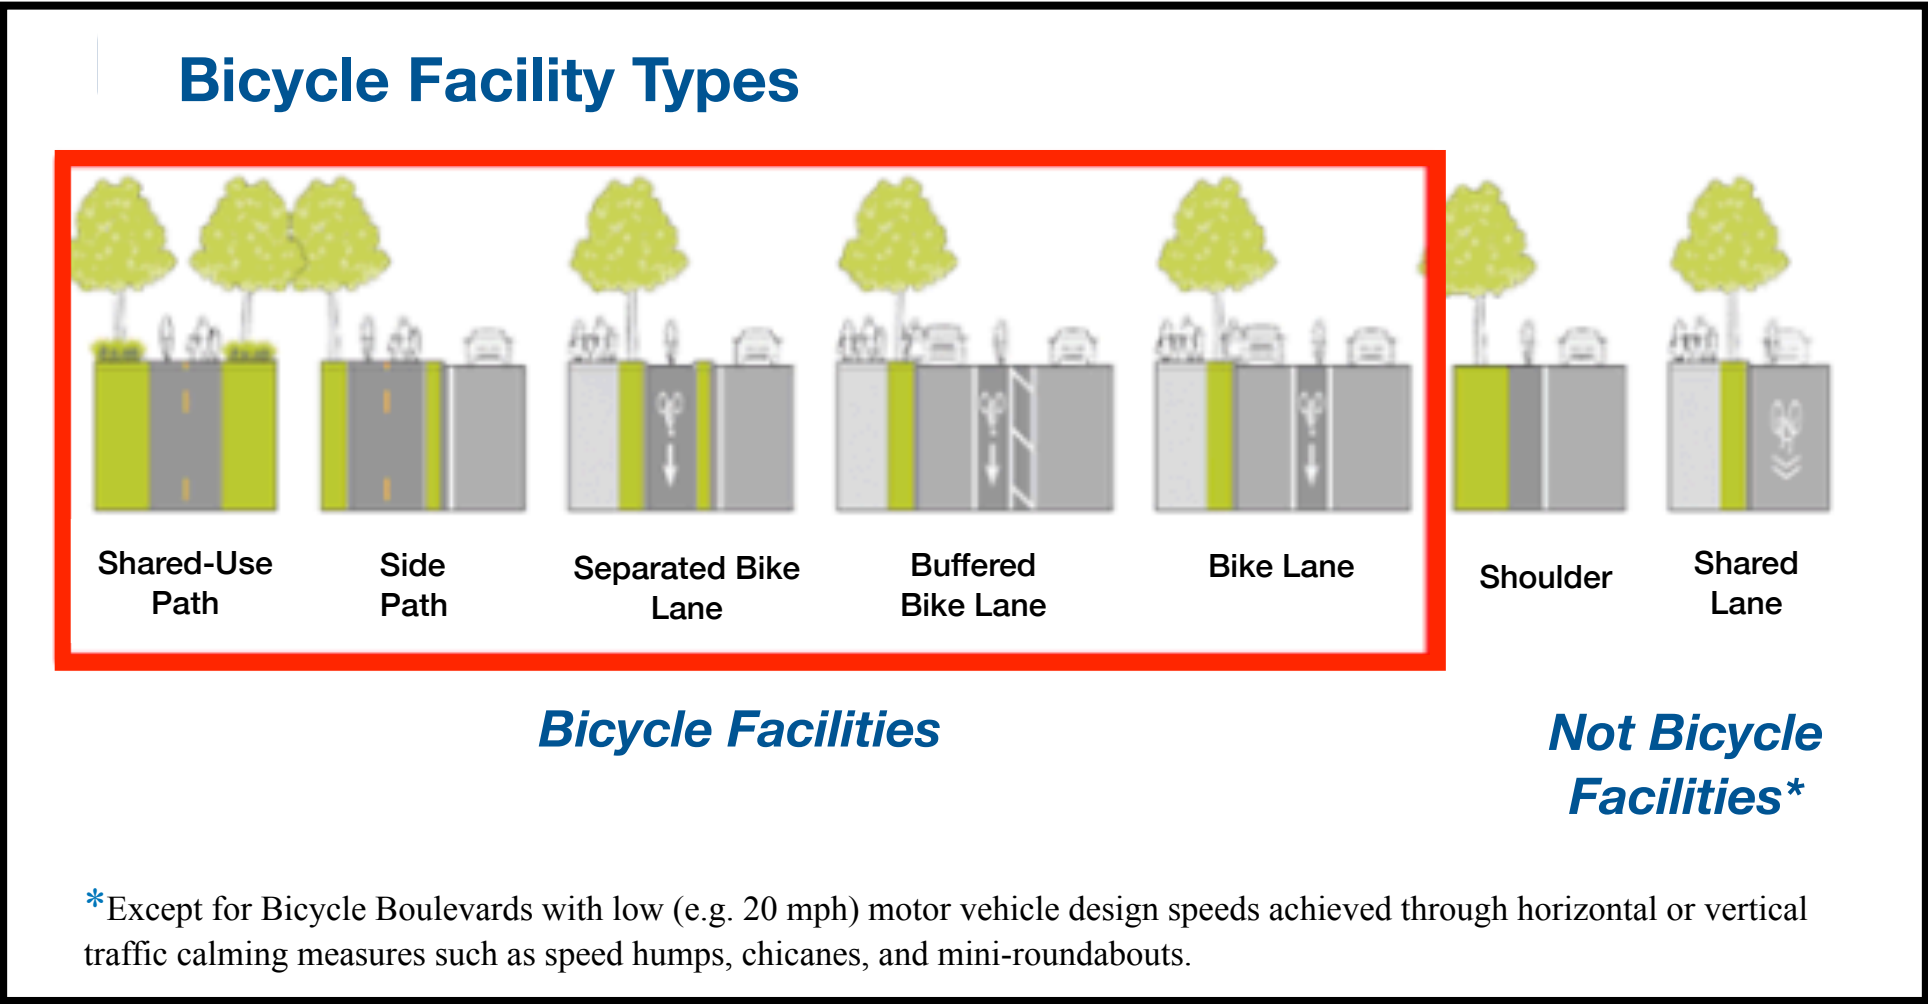 Bicycle Facility Types
Shared-Use
Path
Side
Path
Separated Bike
Lane
Buffered
Bike Lane
Bike Lane
Shoulder
Shared
Lane
Bicycle Facilities
Not Bicycle
Facilities*
*Except for Bicycle Boulevards with low (e.g. 20 mph) motor vehicle design speeds achieved through horizontal or vertical
traffic calming measures such as speed humps, chicanes, and mini-roundabouts.